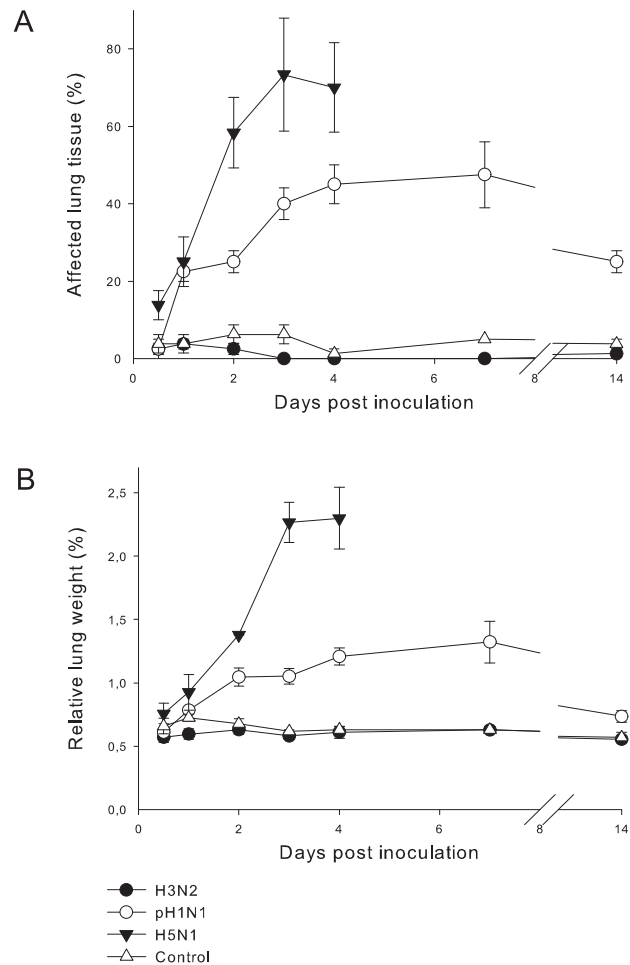 A
Affected lung tissue (%)
80
60
40
20
0
0 2 4 6 8 14
Days post inoculation
B
Relative lung weight (%)
2,5
2,0
1,5
1,0
0,5
0,0
0 2 4 6 8 14
Days post inoculation
H3N2
pH1N1
H5N1
Control